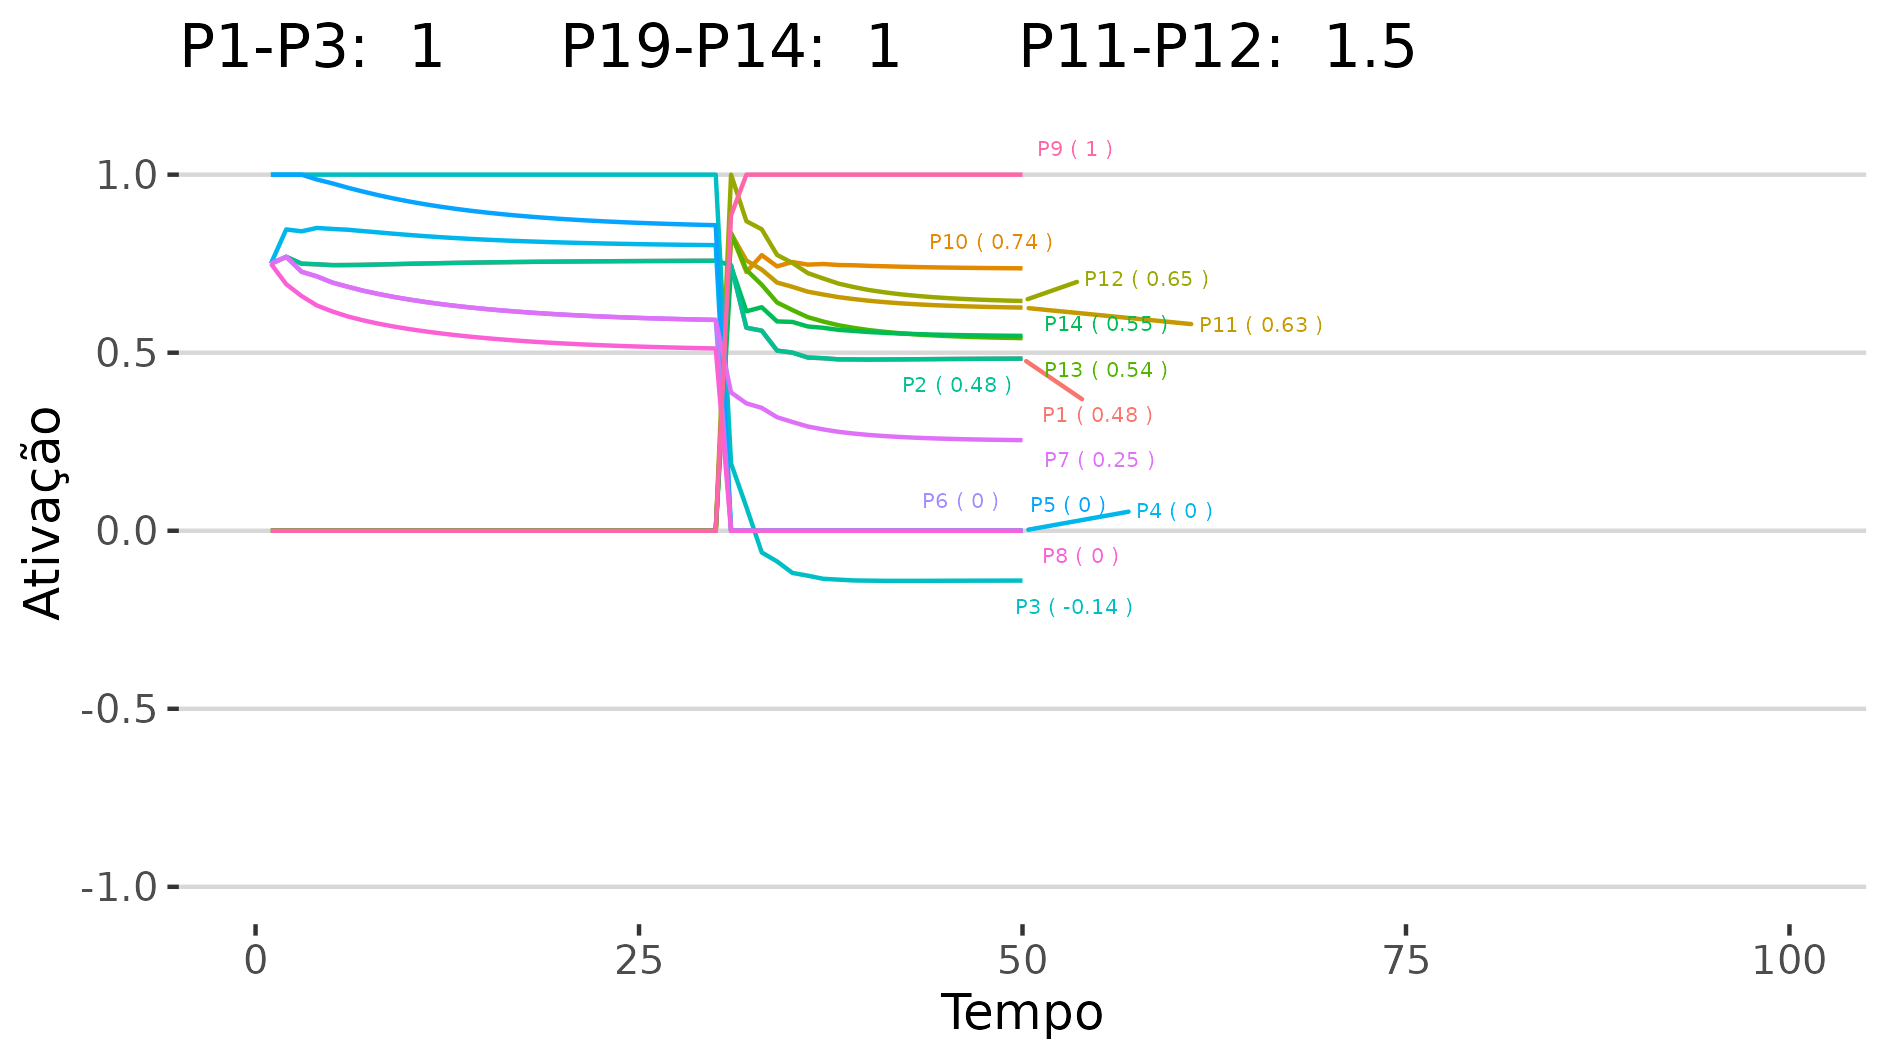 P1-P3:  1      P19-P14:  1      P11-P12:  1.5
P9 ( 1 )
1.0
P10 ( 0.74 )
P12 ( 0.65 )
P14 ( 0.55 )
P11 ( 0.63 )
0.5
P13 ( 0.54 )
P2 ( 0.48 )
P1 ( 0.48 )
P7 ( 0.25 )
P6 ( 0 )
P5 ( 0 )
P4 ( 0 )
0.0
P8 ( 0 )
P3 ( -0.14 )
Ativação
-0.5
-1.0
0 25 50 75 100
Tempo